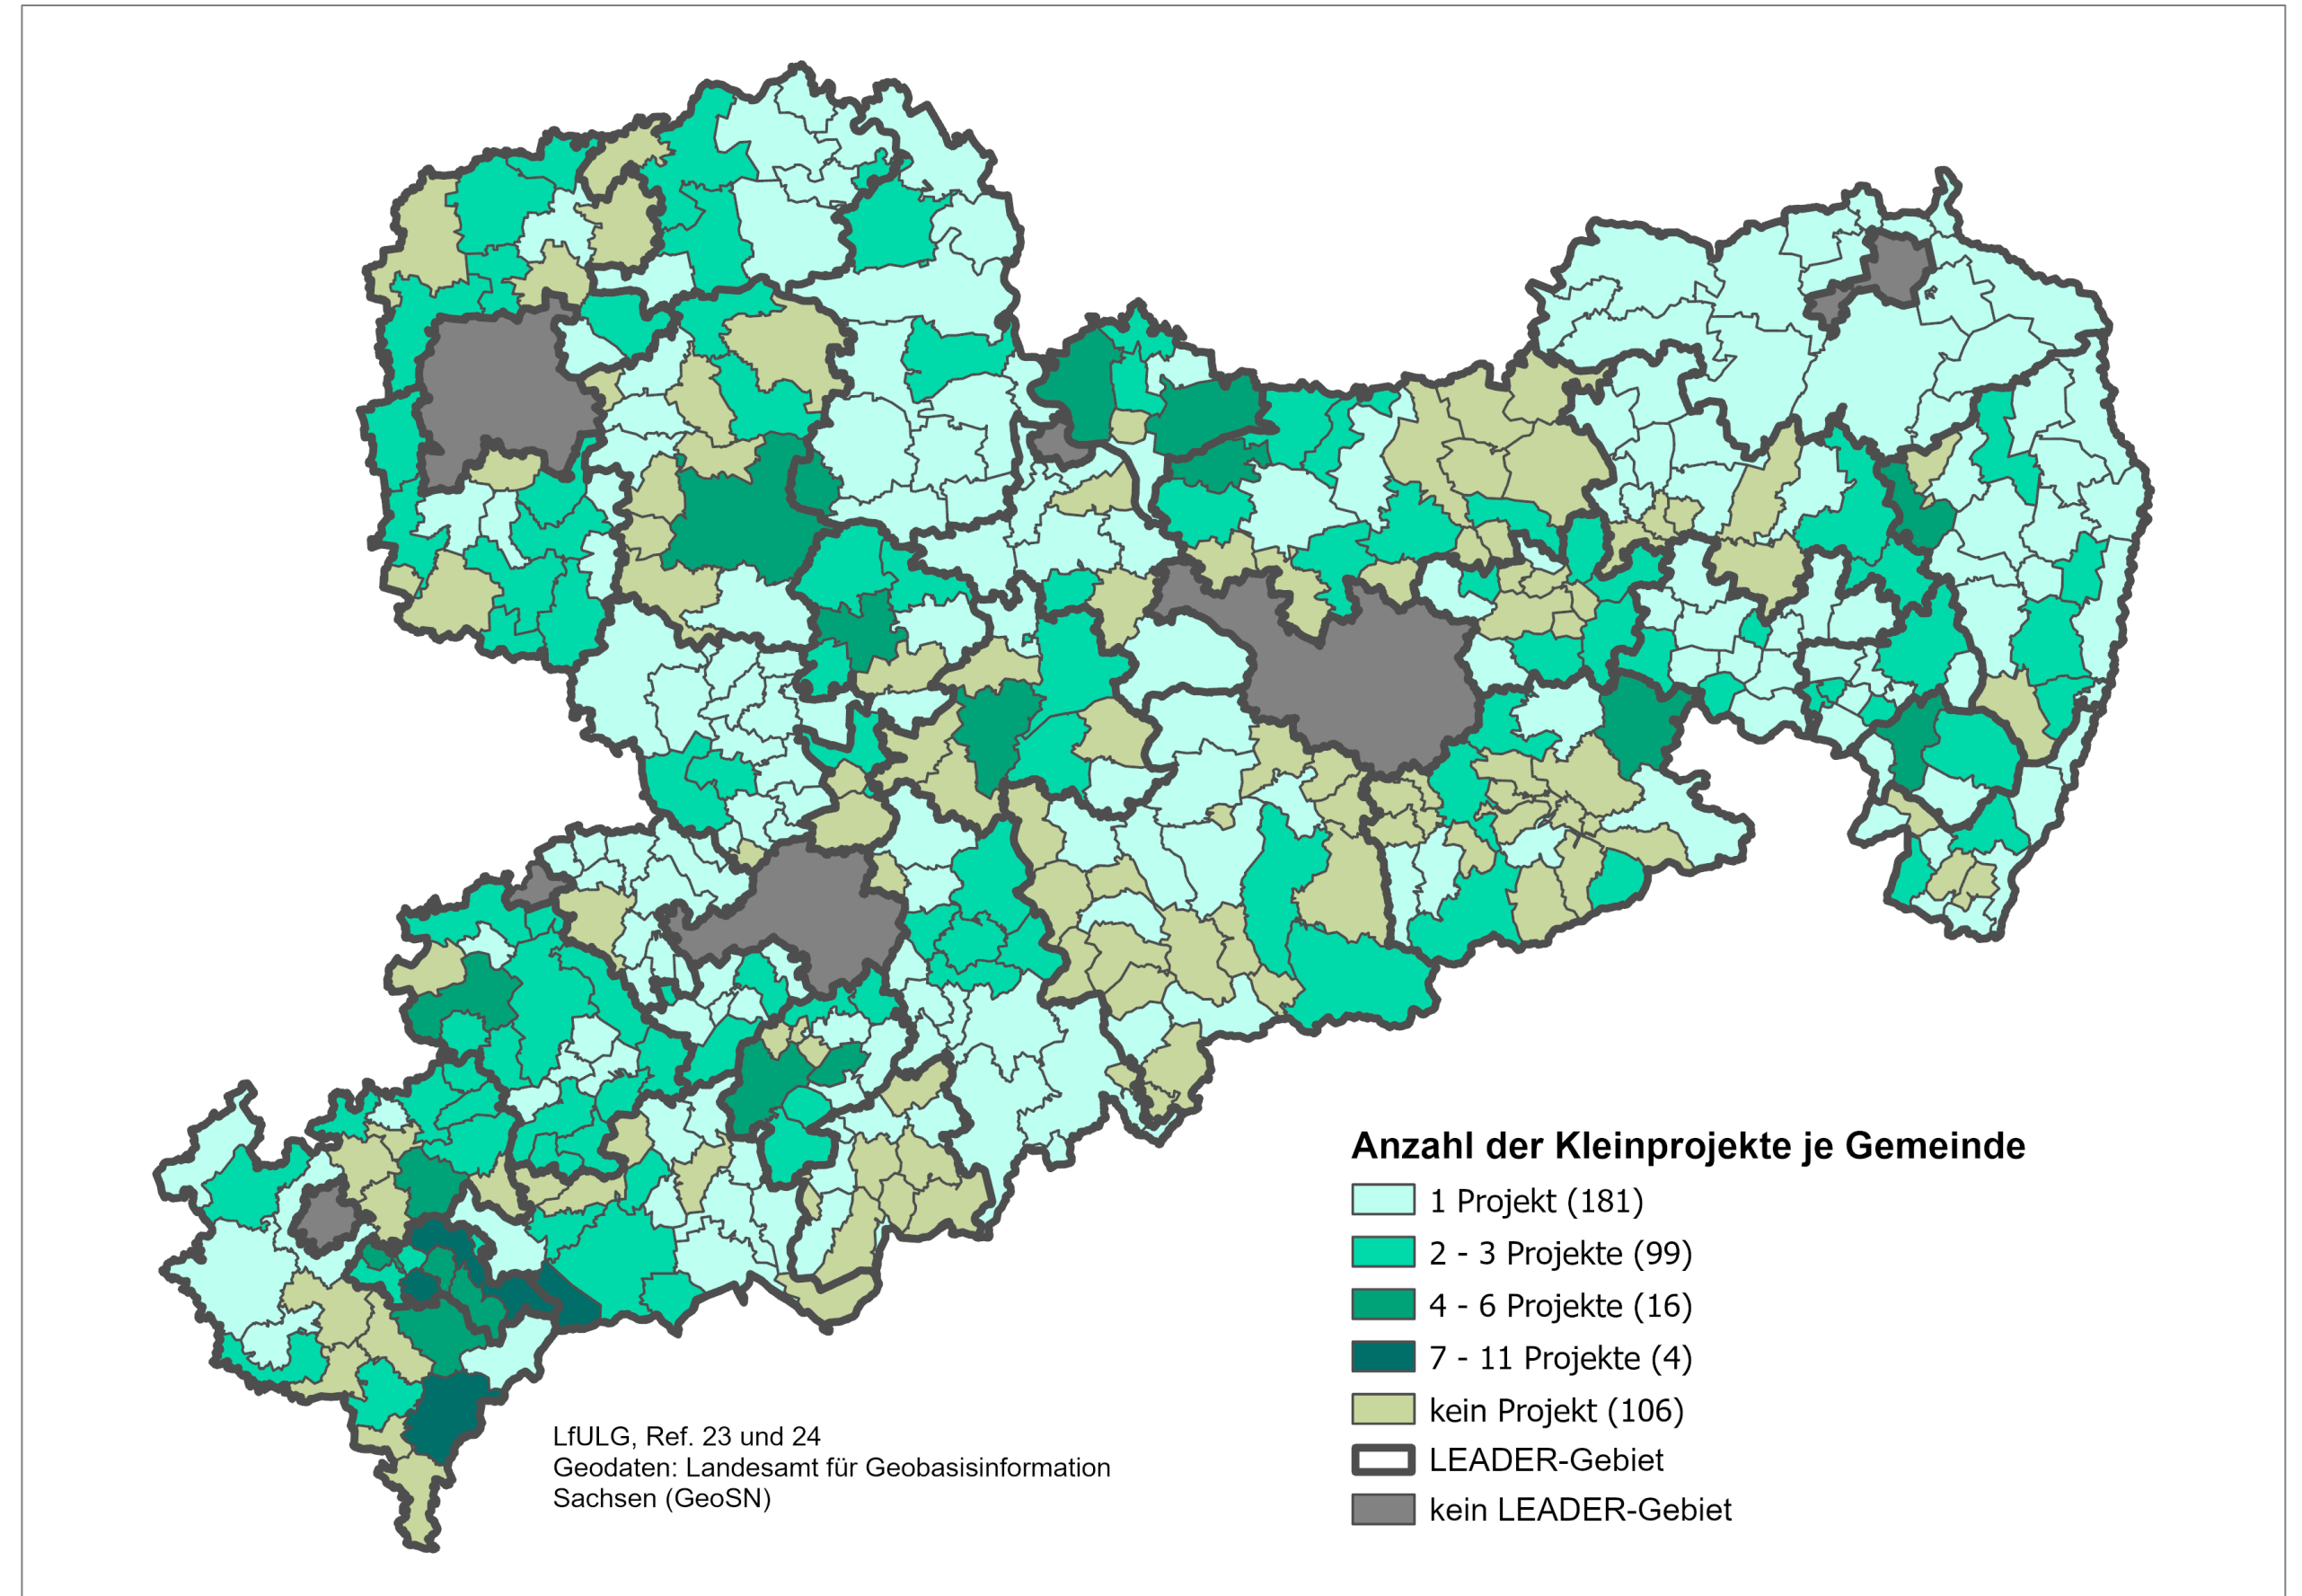 Anzahl der Kleinprojekte je Gemeinde
1 Projekt (181)
2 - 3 Projekte (99)
4 - 6 Projekte (16)
7 - 11 Projekte (4)
kein Projekt (106)
LEADER-Gebiet
kein LEADER-Gebiet
LfULG, Ref. 23 und 24
Geodaten: Landesamt für Geobasisinformation
Sachsen (GeoSN)